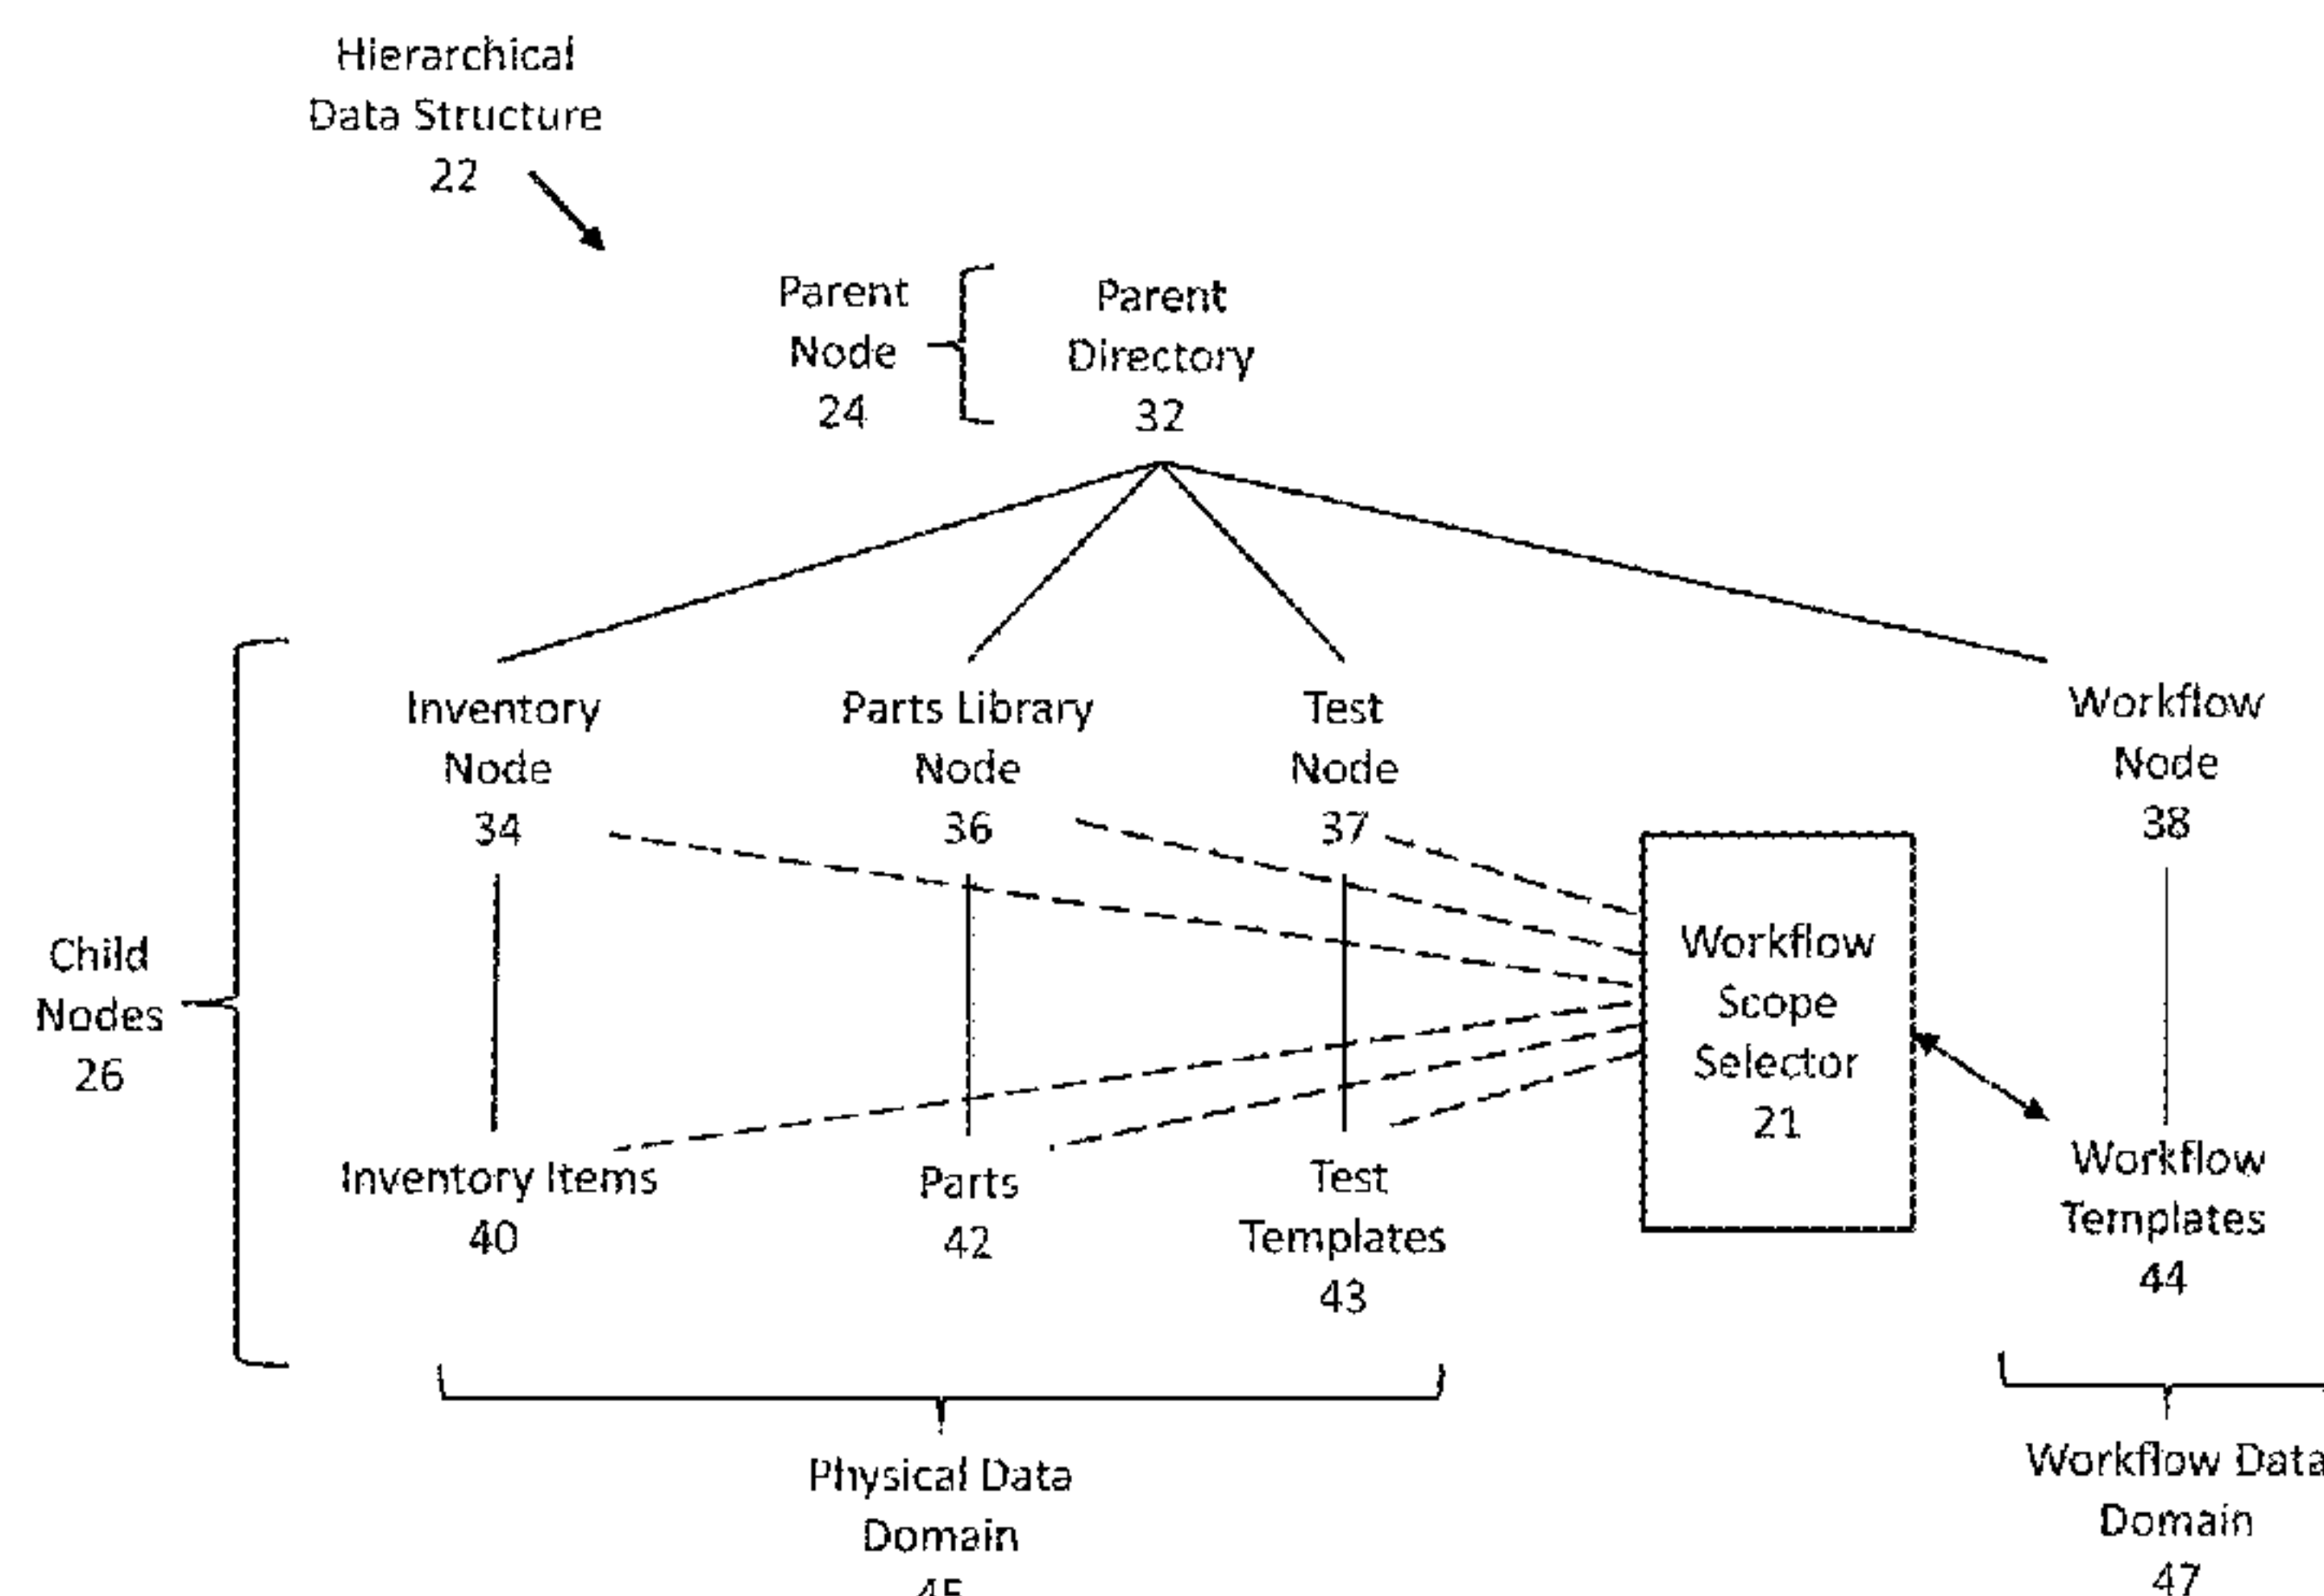 Hierarchical
Data Structure
22
Parent
Node
24
Parent
Directory
32
Inventory
Node
34
Parts Library
Node
36
Test
Node
37
Workflow
Node
38
Child
Nodes
26
Workflow
Scope
Selector
21
Inventory Items
40
Parts
42
Test
Templates
43
Workflow
Templates
44
Physical Data
Domain
45
Workflow Data
Domain
47